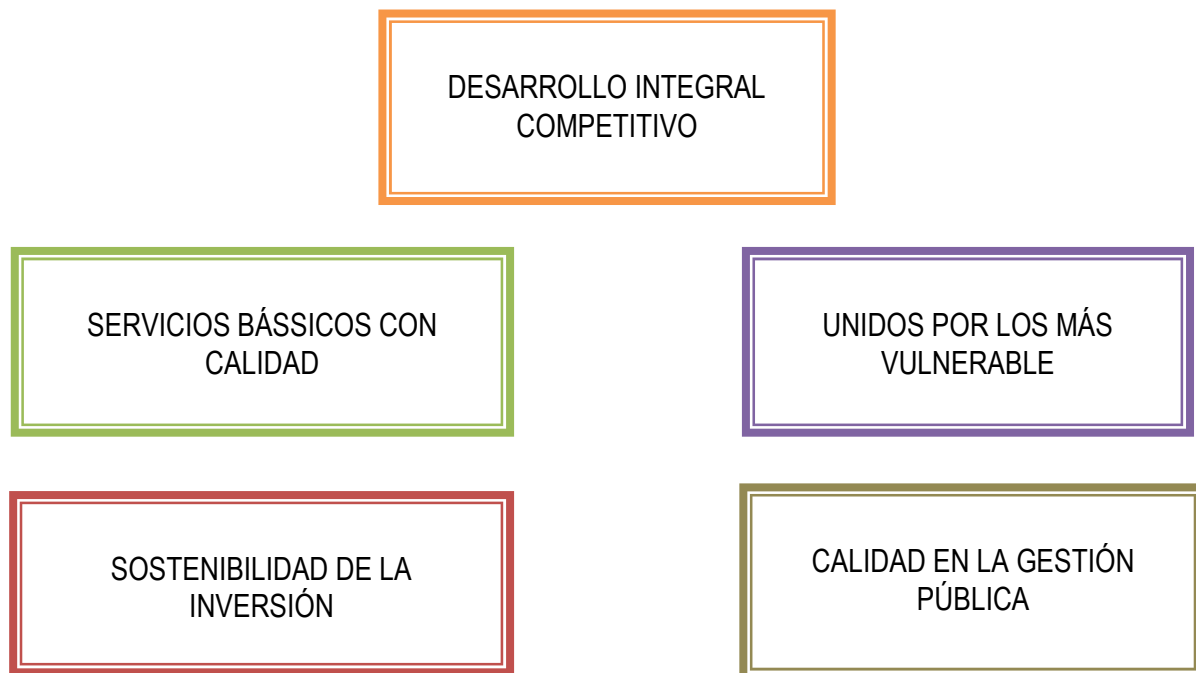 DESARROLLO INTEGRAL
COMPETITIVO
SERVICIOS BÁSSICOS CON
CALIDAD
UNIDOS POR LOS MÁS
VULNERABLE
SOSTENIBILIDAD DE LA
INVERSIÓN
CALIDAD EN LA GESTIÓN
PÚBLICA